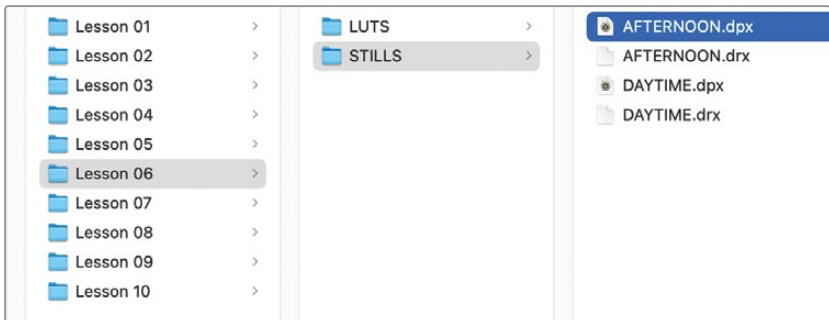 Lesson 01
Lesson 02
Lesson 03
Lesson 04
Lesson 05
Lesson 06
Lesson 07
Lesson 08
Lesson 09
Lesson 10
LUTS
STILLS
AFTERNOON.dpx
AFTERNOON.drx
DAYTIME.dpx
DAYTIME.drx